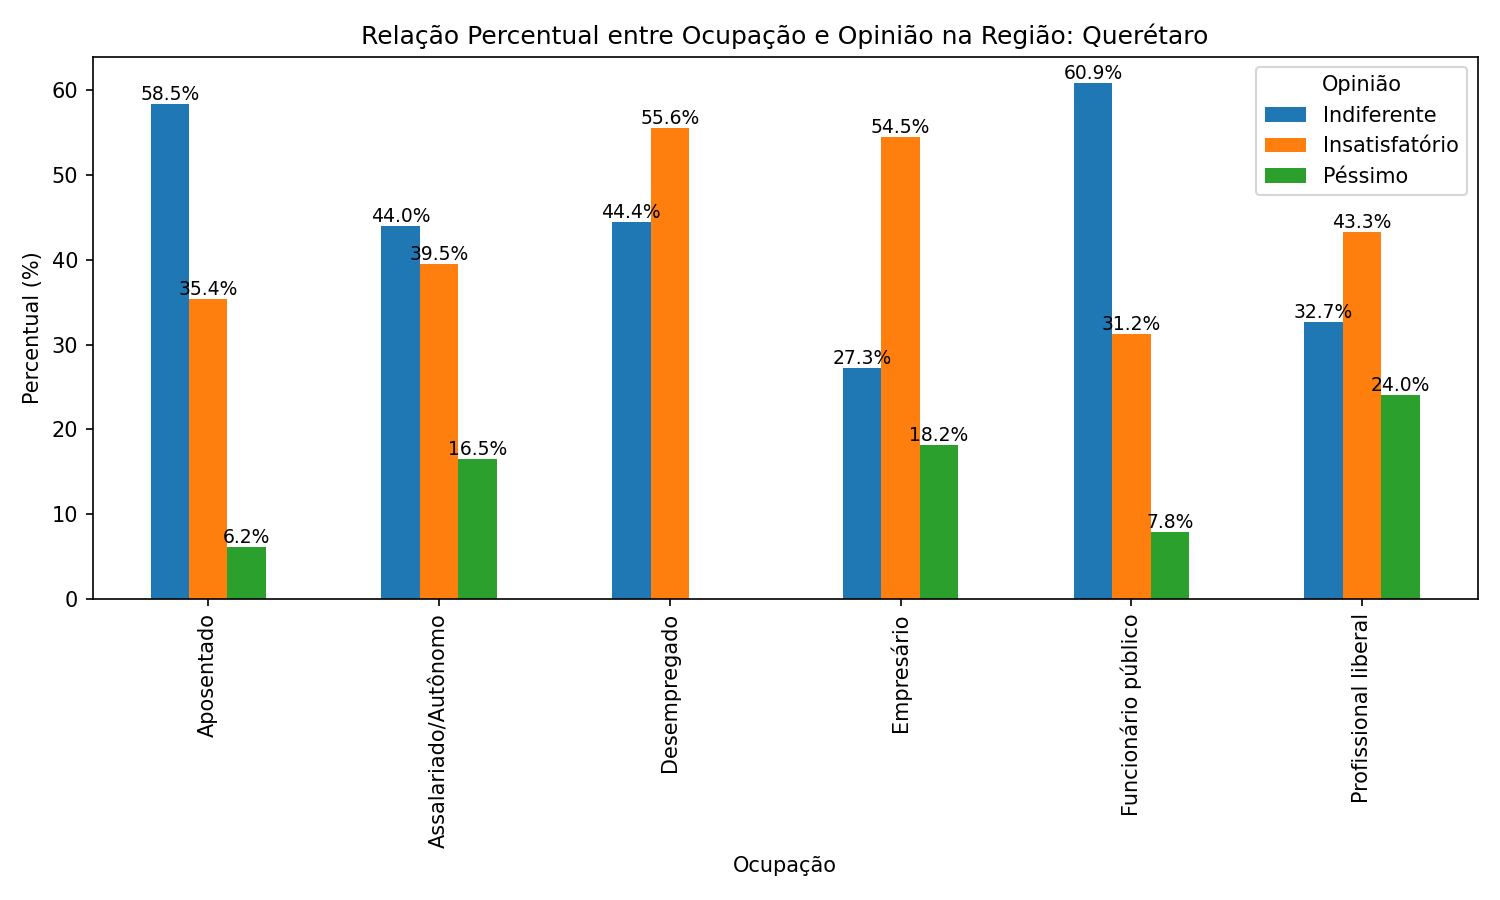 Relação Percentual entre Ocupação e Opinião na Região: Querétaro
Opinião
Indiferente
Insatisfatório
Péssimo
Percentual (%)
60
50
40
30
20
10
0
58.5%
35.4%
6.2%
44.0%
39.5%
16.5%
44.4%
55.6%
27.3%
54.5%
18.2%
60.9%
31.2%
7.8%
32.7%
43.3%
24.0%
Aposentado
Assalariado/Autônomo
Desempregado
Empresário
Funcionário público
Profissional liberal
Ocupação